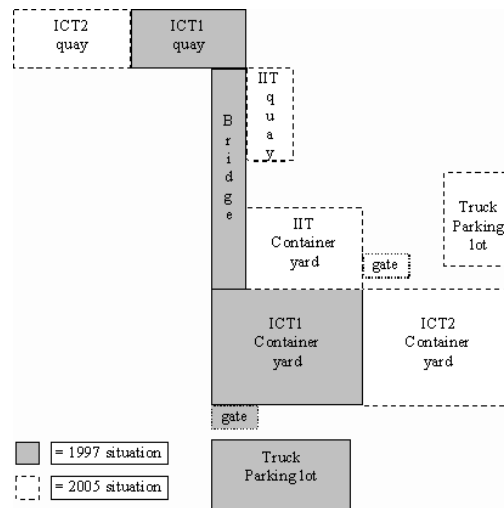 ICT2
quay
ICT1
quay
IIT
q
u
a
y
B
r
i
d
g
e
IIT
Container
yard
Truck
Parking
lot
gate
ICT1
Container
yard
ICT2
Container
yard
gate
= 1997 situation
= 2005 situation
Truck
Parking lot